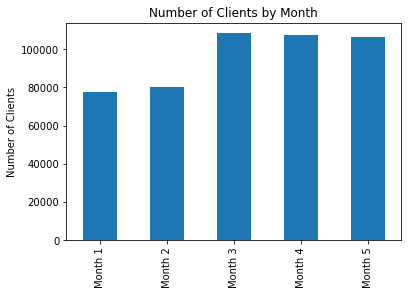 Number of Clients by Month
Number of Clients
100000
80000
60000
40000
20000
0
Month 1
Month 2
Month 3
Month 4
Month 5